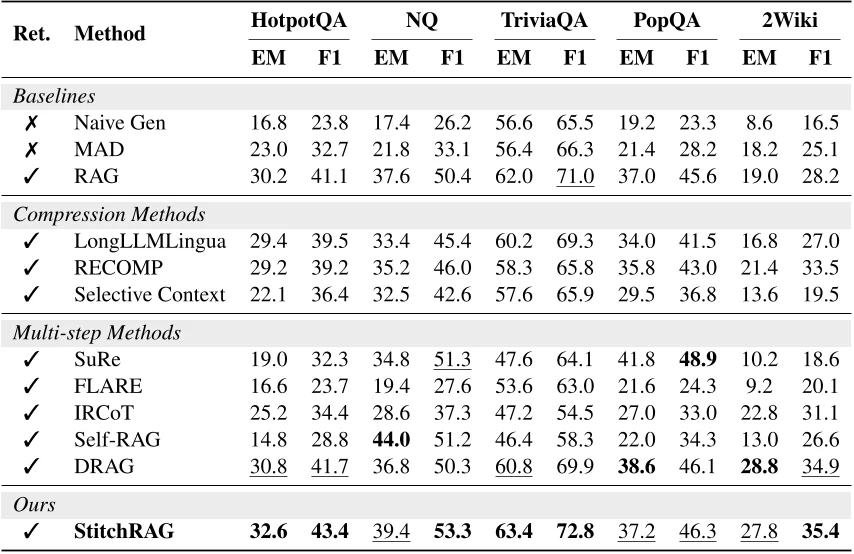 Ret. Method HotpotQA NQ TriviaQA PopQA 2Wiki
EM F1 EM F1 EM F1 EM F1 EM F1
Baselines
✗ Naive Gen 16.8 23.8 17.4 26.2 56.6 65.5 19.2 23.3 8.6 16.5
✗ MAD 23.0 32.7 21.8 33.1 56.4 66.3 21.4 28.2 18.2 25.1
✓ RAG 30.2 41.1 37.6 50.4 62.0 71.0 37.0 45.6 19.0 28.2
Compression Methods
✓ LongLLMLingua 29.4 39.5 33.4 45.4 60.2 69.3 34.0 41.5 16.8 27.0
✓ RECOMP 29.2 39.2 35.2 46.0 58.3 65.8 35.8 43.0 21.4 33.5
✓ Selective Context 22.1 36.4 32.5 42.6 57.6 65.9 29.5 36.8 13.6 19.5
Multi-step Methods
✓ SuRe 19.0 32.3 34.8 51.3 47.6 64.1 41.8 48.9 10.2 18.6
✓ FLARE 16.6 23.7 19.4 27.6 53.6 63.0 21.6 24.3 9.2 20.1
✓ IRCoT 25.2 34.4 28.6 37.3 47.2 54.5 27.0 33.0 22.8 31.1
✓ Self-RAG 14.8 28.8 44.0 51.2 46.4 58.3 22.0 34.3 13.0 26.6
✓ DRAG 30.8 41.7 36.8 50.3 60.8 69.9 38.6 46.1 28.8 34.9
Ours
✓ StitchRAG 32.6 43.4 39.4 53.3 63.4 72.8 37.2 46.3 27.8 35.4